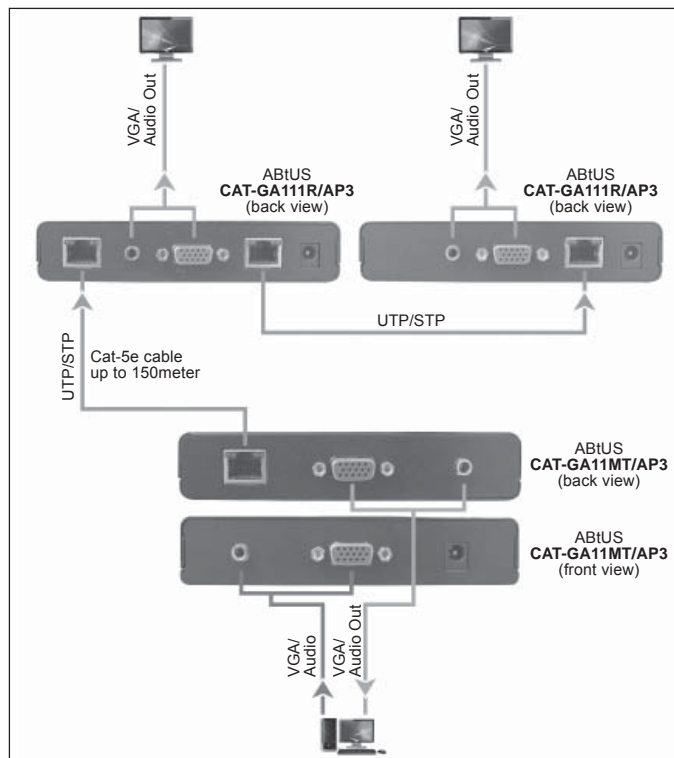 VGA/
Audio Out
VGA/
Audio Out
ABtUS
CAT-GA111R/AP3
(back view)
ABtUS
CAT-GA111R/AP3
(back view)
UTP/STP
UTP/STP
Cat-5e cable
up to 150meter
ABtUS
CAT-GA11MT/AP3
(back view)
ABtUS
CAT-GA11MT/AP3
(front view)
VGA/
Audio
VGA/
Audio Out